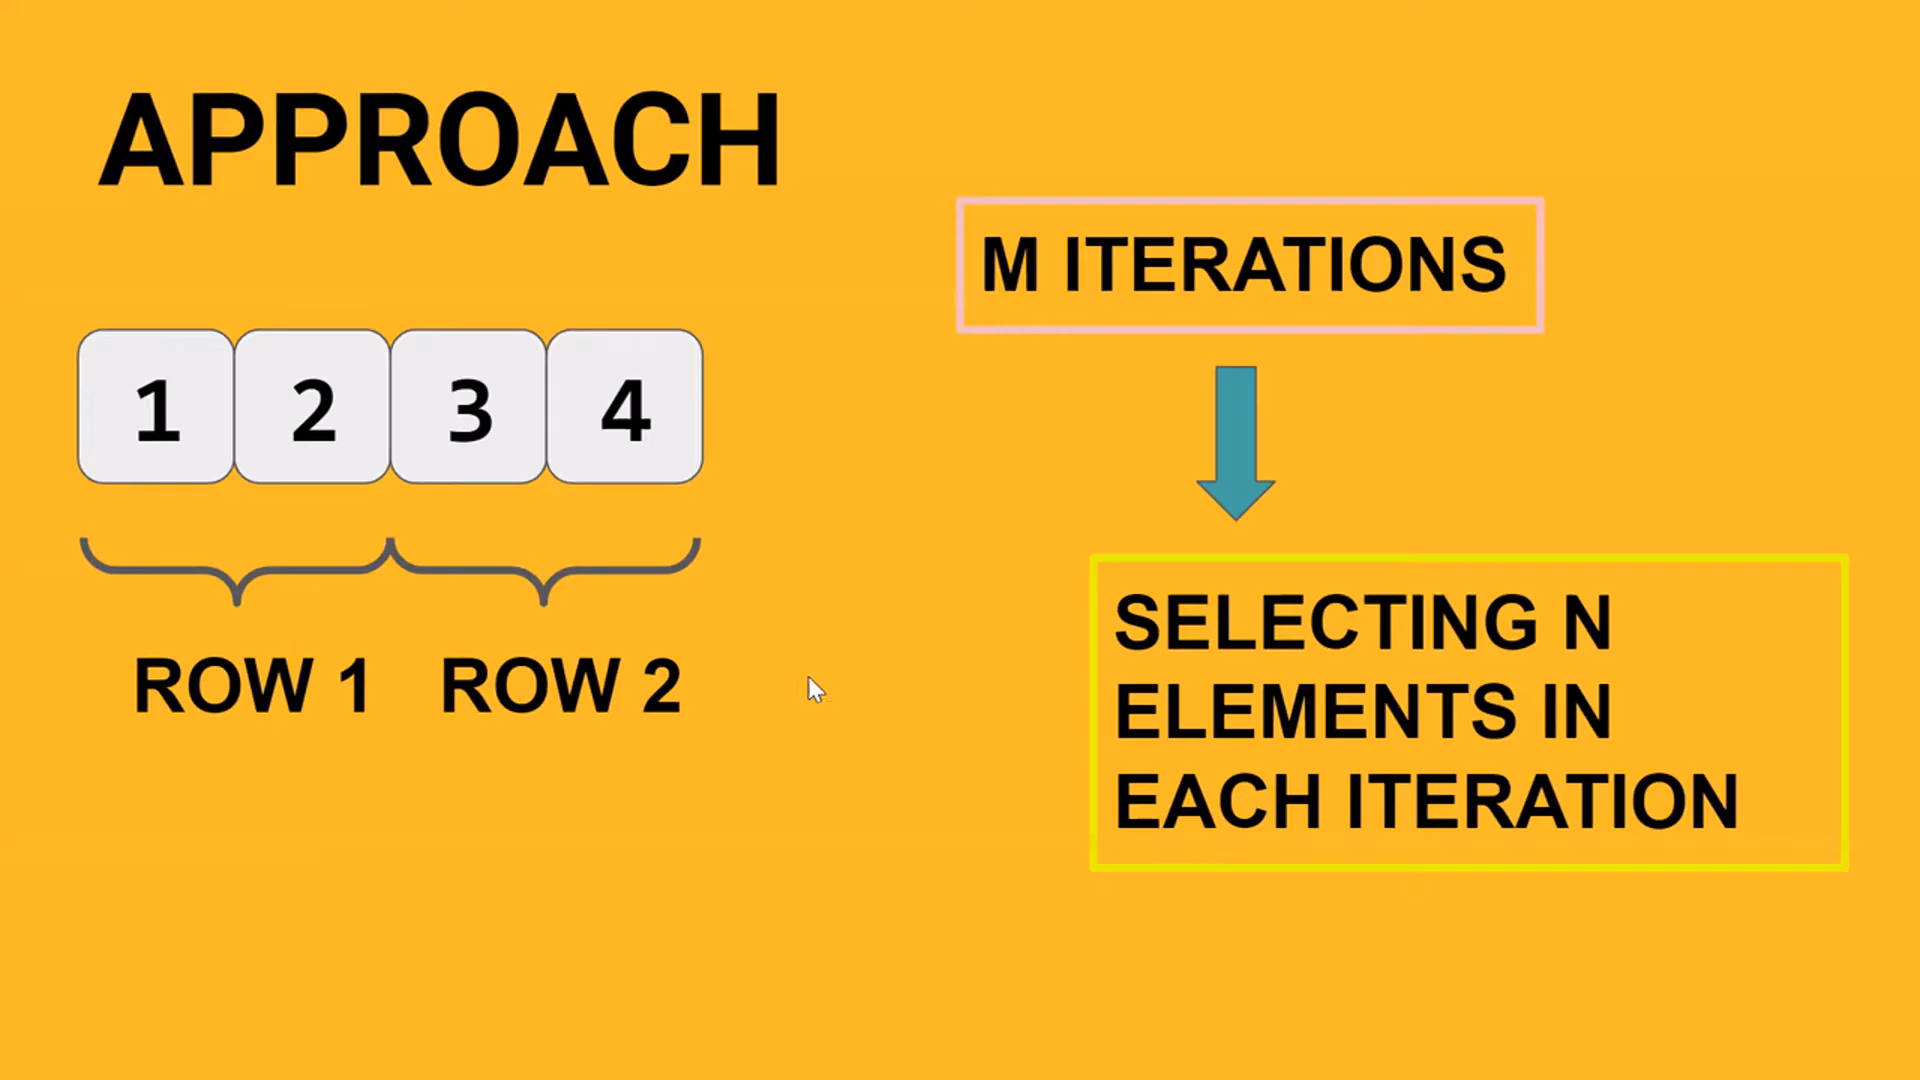 APPROACH
M ITERATIONS
1 2 3 4
ROW 1 ROW 2
SELECTING N
ELEMENTS IN
EACH ITERATION